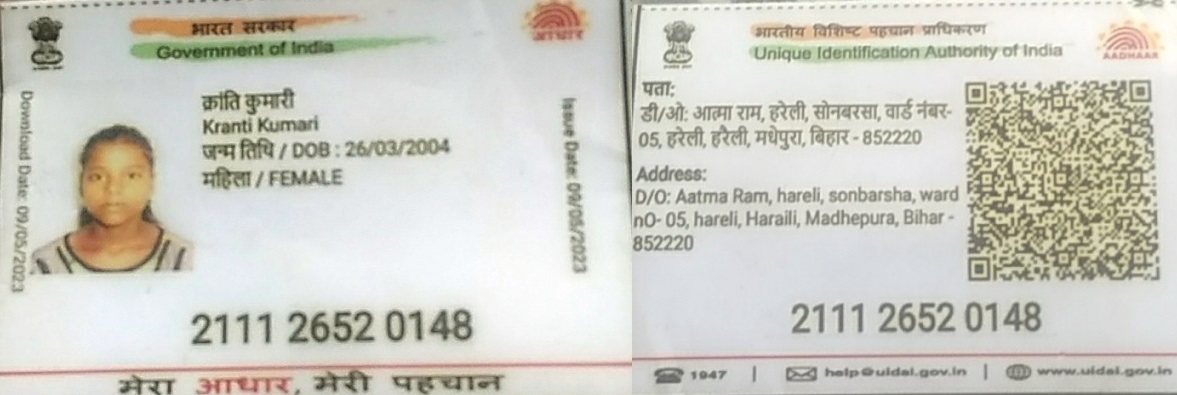 भारत सरकार
Government of India
आधार
Download Date: 09/05/2023
क्रांति कुमारी
Kranti Kumari
जन्म तिथि / DOB : 26/03/2004
महिला / FEMALE
Issue Date: 09/05/2023
2111 2652 0148
मेरा आधार, मेरी पहचान
भारतीय विशिष्ट पहचान प्राधिकरण
Unique Identification Authority of India
AADHAAR
पता:
डी/ओ: आत्मा राम, हरेली, सोनबरसा, वार्ड नंबर-
05, हरेली, हरैली, मधेपुरा, बिहार - 852220
Address:
D/O: Aatma Ram, hareli, sonbarsha, ward
nO- 05, hareli, Haraili, Madhepura, Bihar -
852220
2111 2652 0148
1947 | help@uidai.gov.in | www.uidai.gov.in